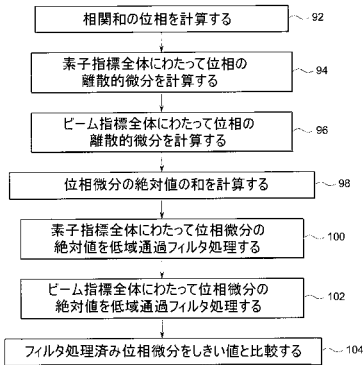 相関和の位相を計算する
92
素子指標全体にわたって位相の
離散的微分を計算する
94
ビーム指標全体にわたって位相の
離散的微分を計算する
96
位相微分の絶対値の和を計算する
98
素子指標全体にわたって位相微分の
絶対値を低域通過フィルタ処理する
100
ビーム指標全体にわたって位相微分の
絶対値を低域通過フィルタ処理する
102
フィルタ処理済み位相微分をしきい値と比較する
104